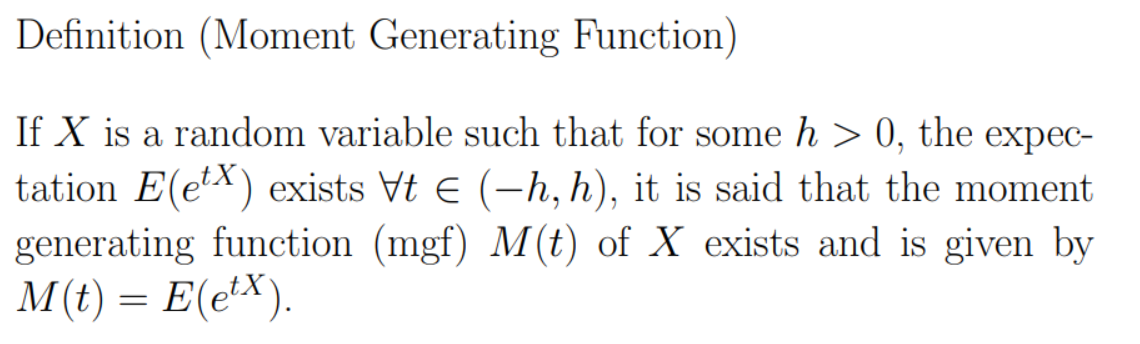 Definition (Moment Generating Function)
If X is a random variable such that for some h > 0, the expec-
tation E(e^{tX}) exists ∀t ∈ (−h, h), it is said that the moment
generating function (mgf) M(t) of X exists and is given by
M(t) = E(e^{tX}).